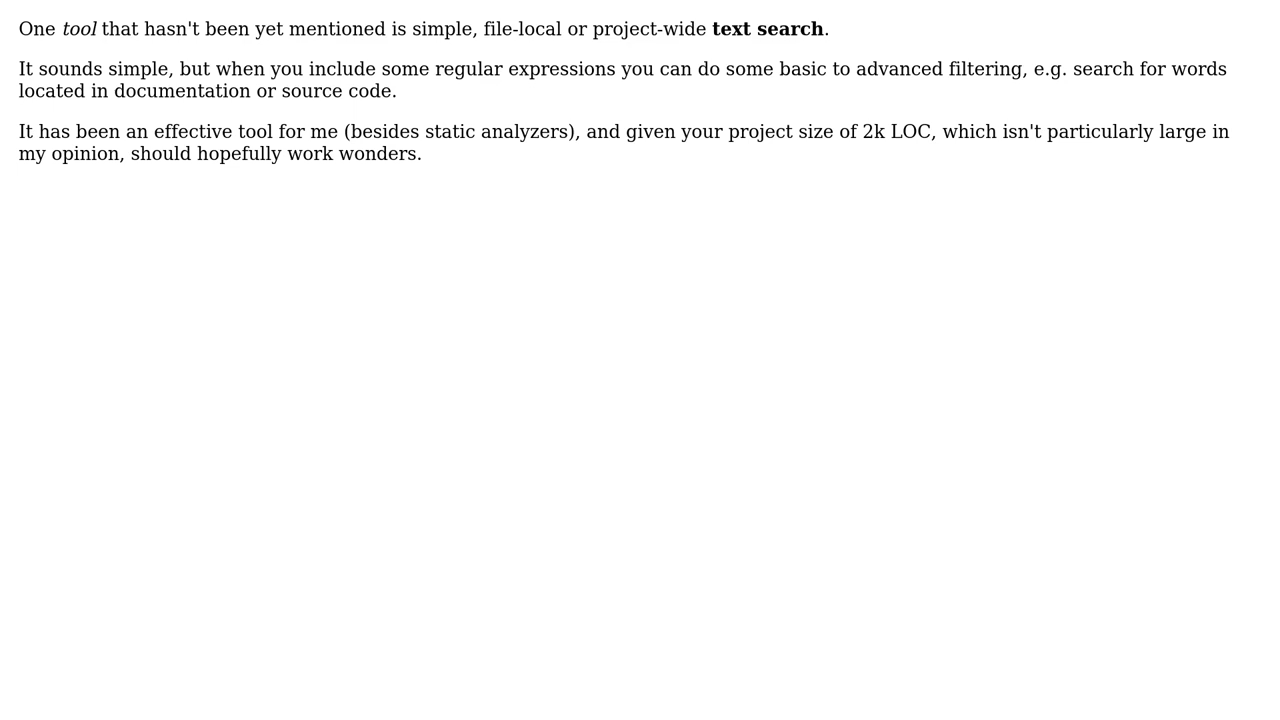 One tool that hasn't been yet mentioned is simple, file-local or project-wide text search.
It sounds simple, but when you include some regular expressions you can do some basic to advanced filtering, e.g. search for words
located in documentation or source code.
It has been an effective tool for me (besides static analyzers), and given your project size of 2k LOC, which isn't particularly large in
my opinion, should hopefully work wonders.